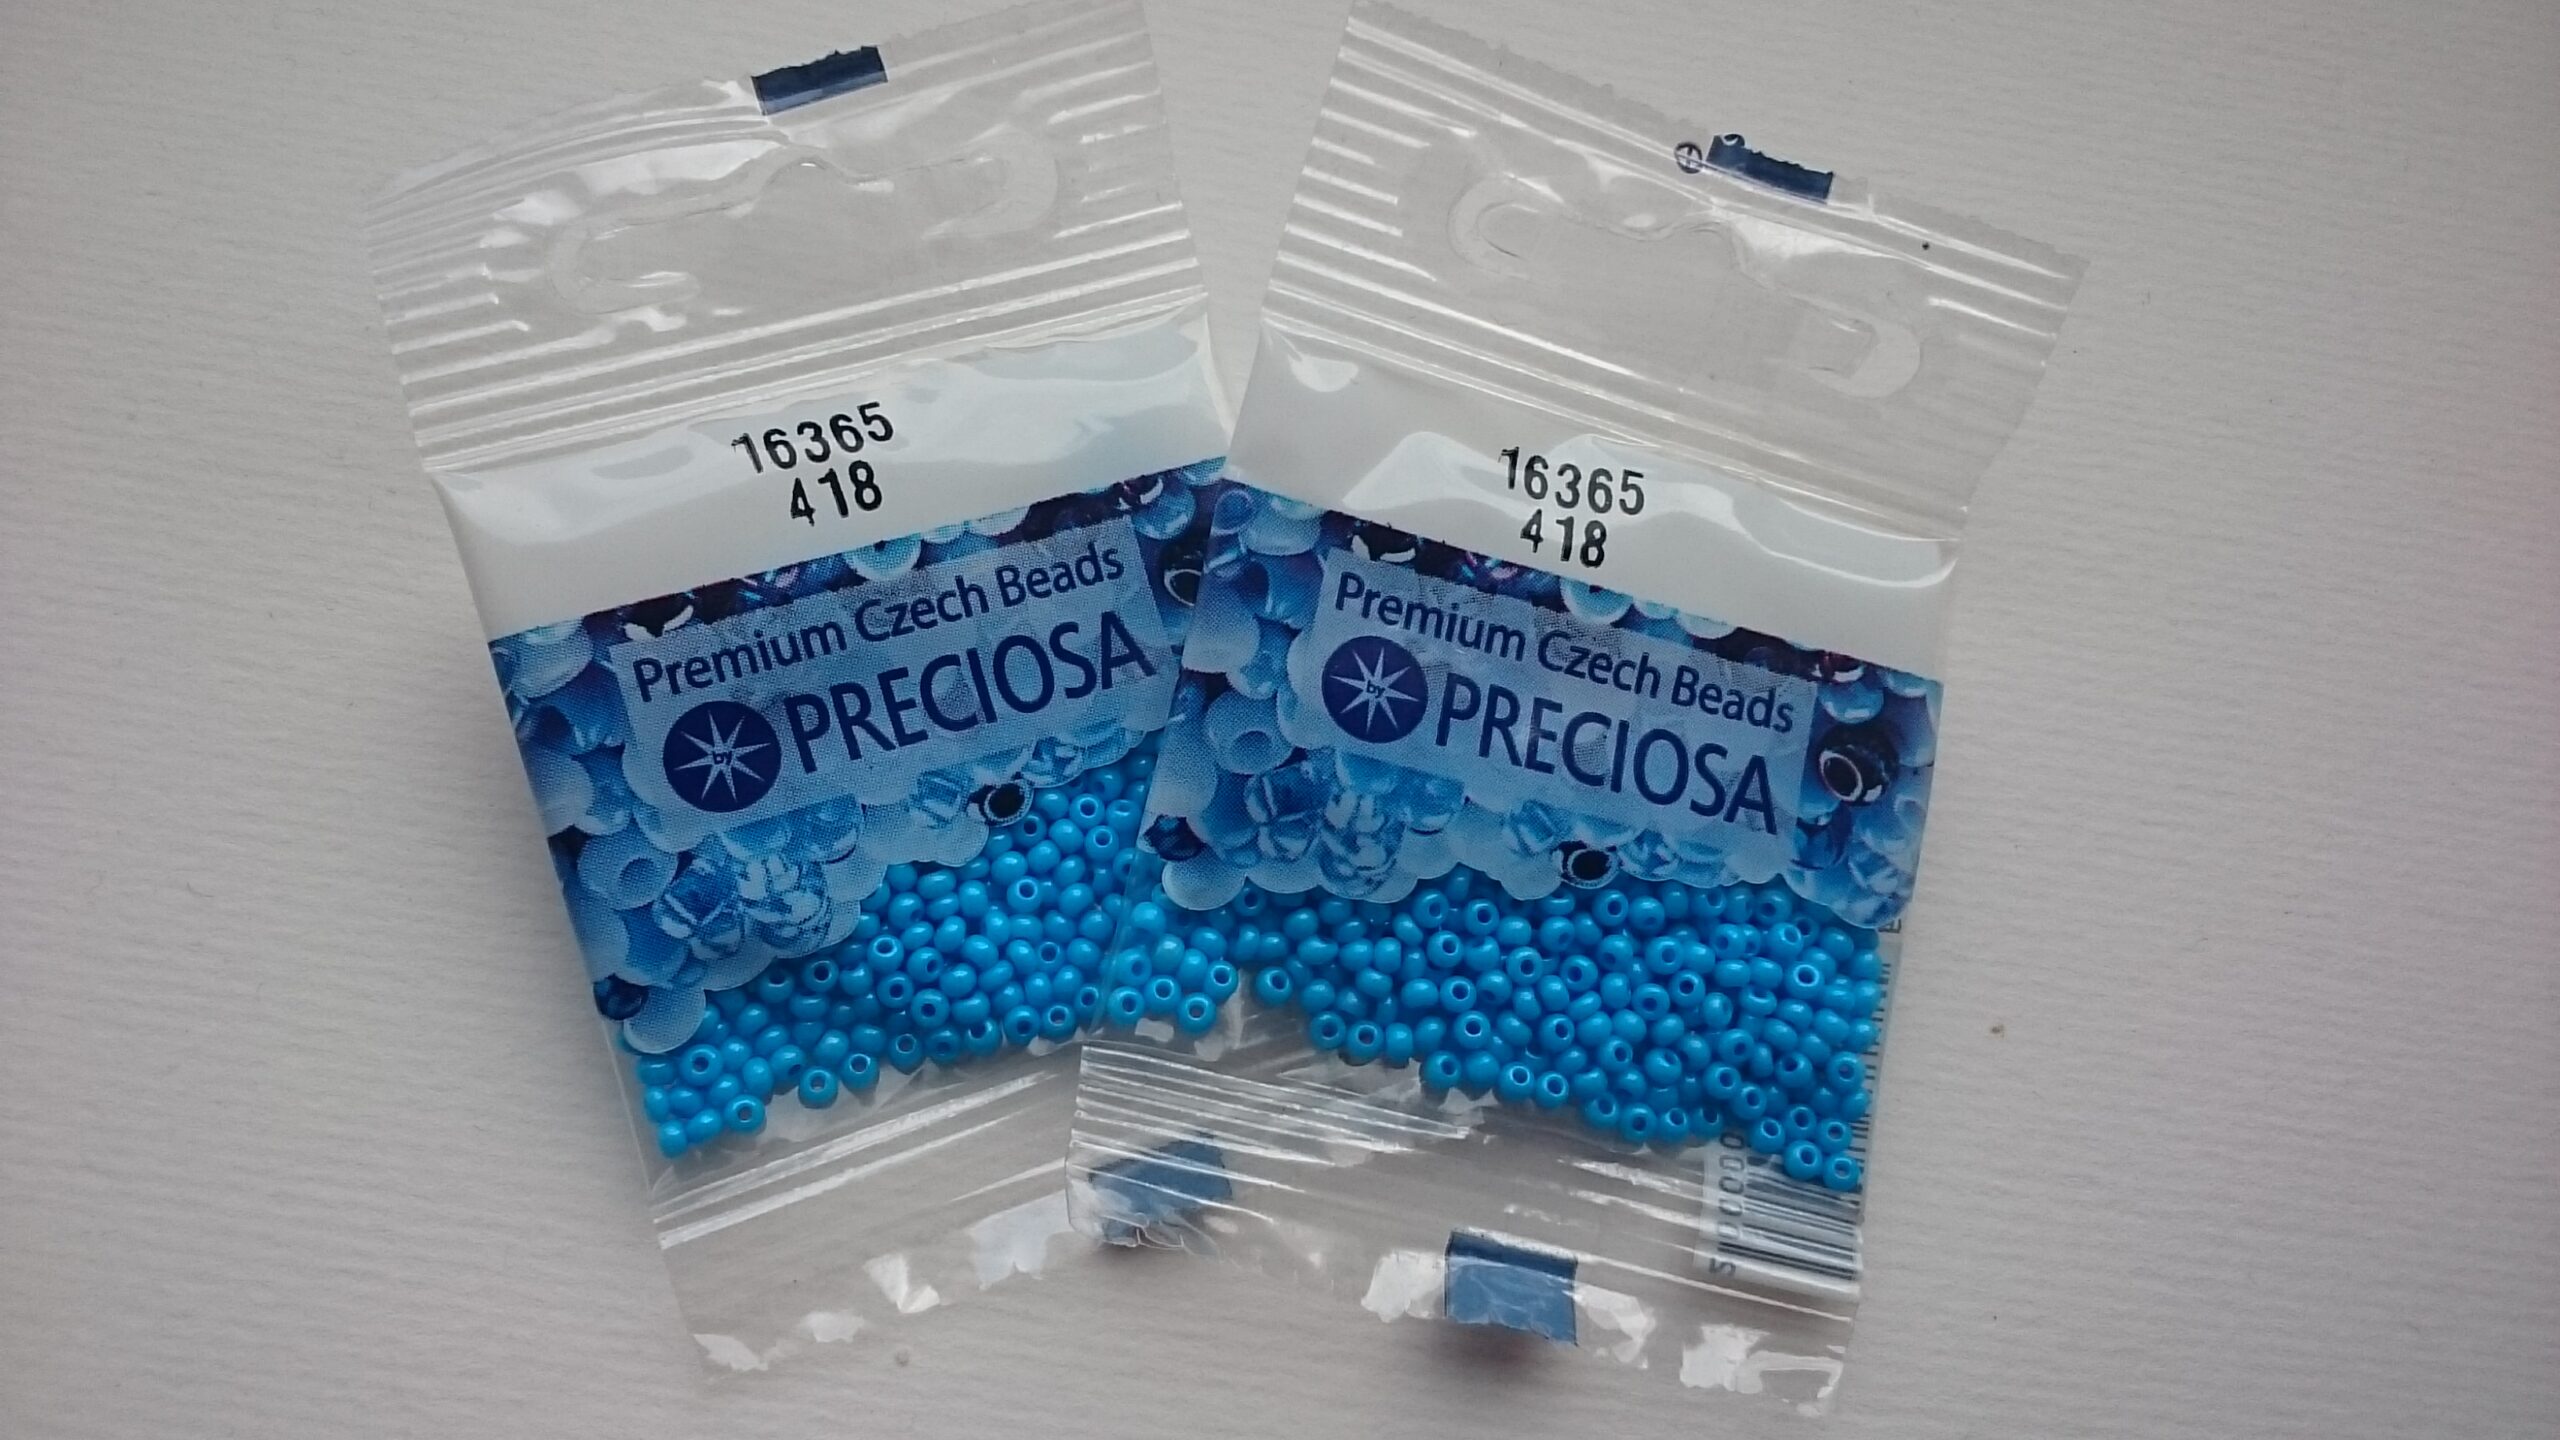 16365
418
Premium Czech Beads
by PRECIOSA
16365
418
Premium Czech Beads
by PRECIOSA